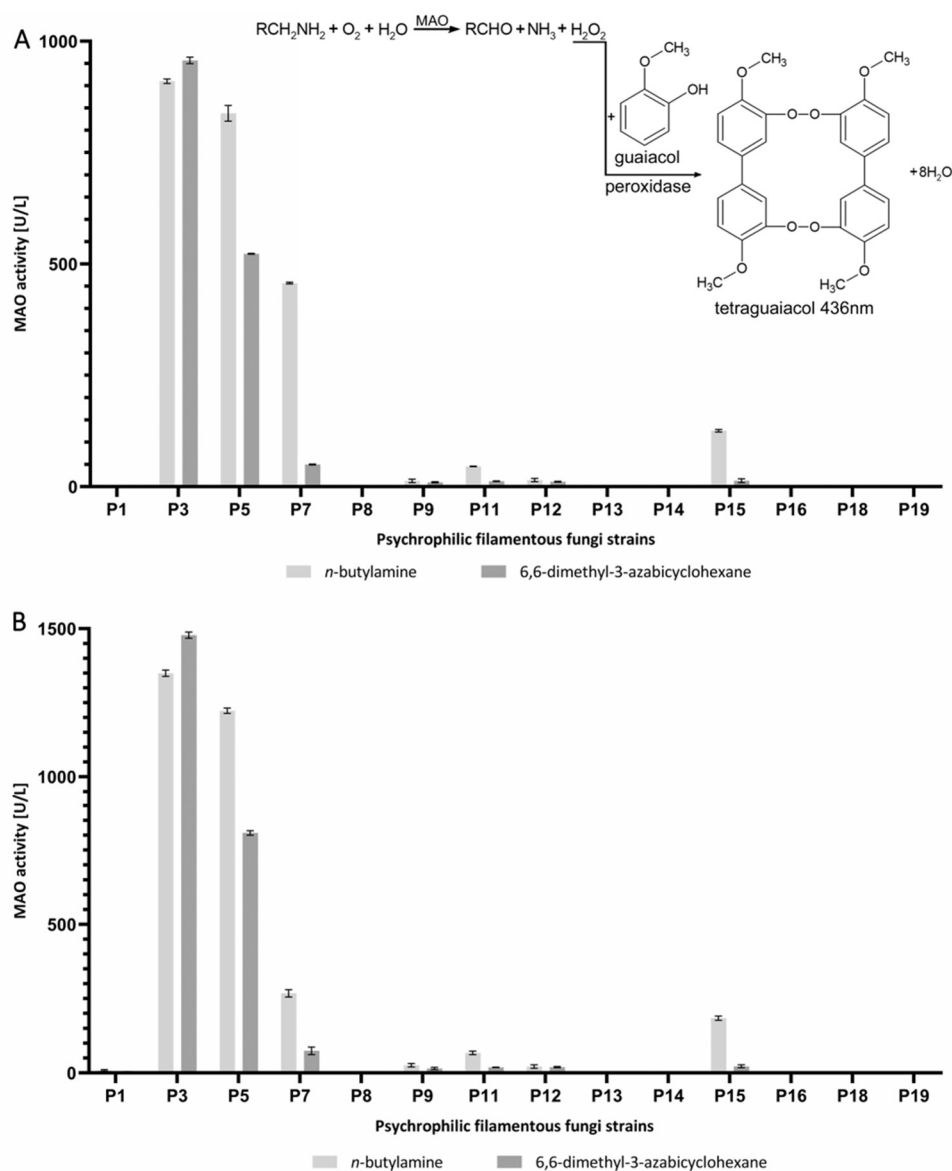 A
RCH2NH2 + O2 + H2O MAO RCHO + NH3 + H2O2
CH3
O
OH
+
guaiacol
peroxidase
CH3
O
O-O
H3C
O
O-O
O
H3C
O
H3C
O
+8H2O
tetraguaiacol 436nm
MAO activity [U/L]
1000
500
0
P1 P3 P5 P7 P8 P9 P11 P12 P13 P14 P15 P16 P18 P19
Psychrophilic filamentous fungi strains
n-butylamine 6,6-dimethyl-3-azabicyclohexane
B
MAO activity [U/L]
1500
1000
500
0
P1 P3 P5 P7 P8 P9 P11 P12 P13 P14 P15 P16 P18 P19
Psychrophilic filamentous fungi strains
n-butylamine 6,6-dimethyl-3-azabicyclohexane